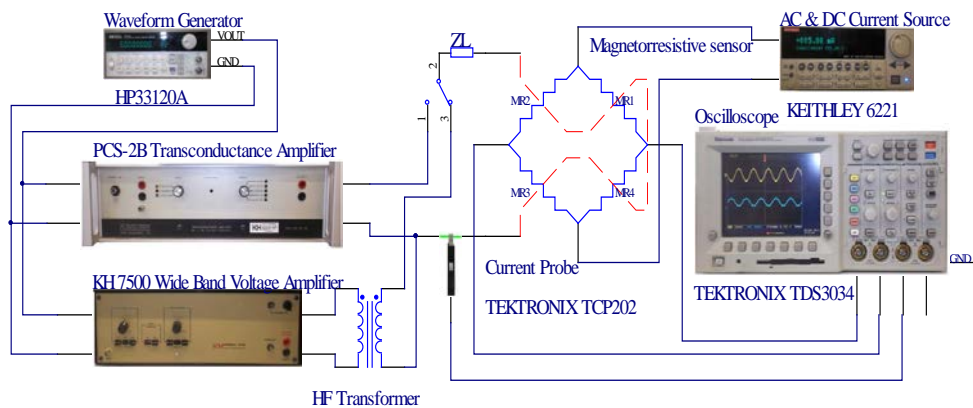 Waveform Generator
VOUT
GND
HP33120A
PCS-2B Transconductance Amplifier
KH 7500 Wide Band Voltage Amplifier
HF Transformer
ZL
2
1
3
MR2
MR1
MR3
MR4
Magnetorresistive sensor
AC & DC Current Source
KEITHLEY 6221
Oscilloscope
Current Probe
TEKTRONIX TCP202
TEKTRONIX TDS3034
GND